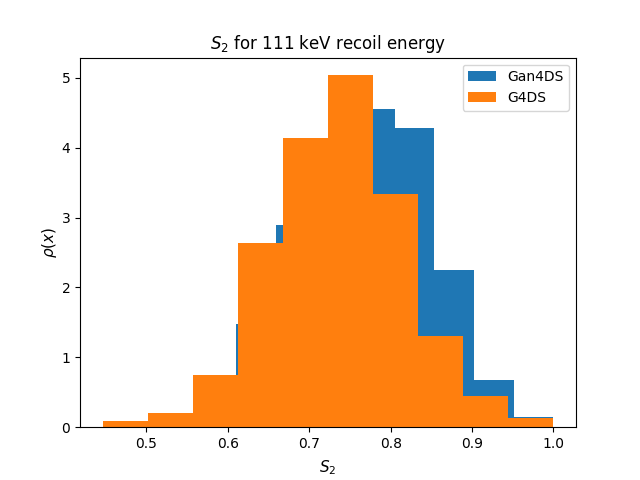 S₂ for 111 keV recoil energy
Gan4DS
G4DS
5
4
3
2
1
0
ρ(x)
0.5 0.6 0.7 0.8 0.9 1.0
S₂